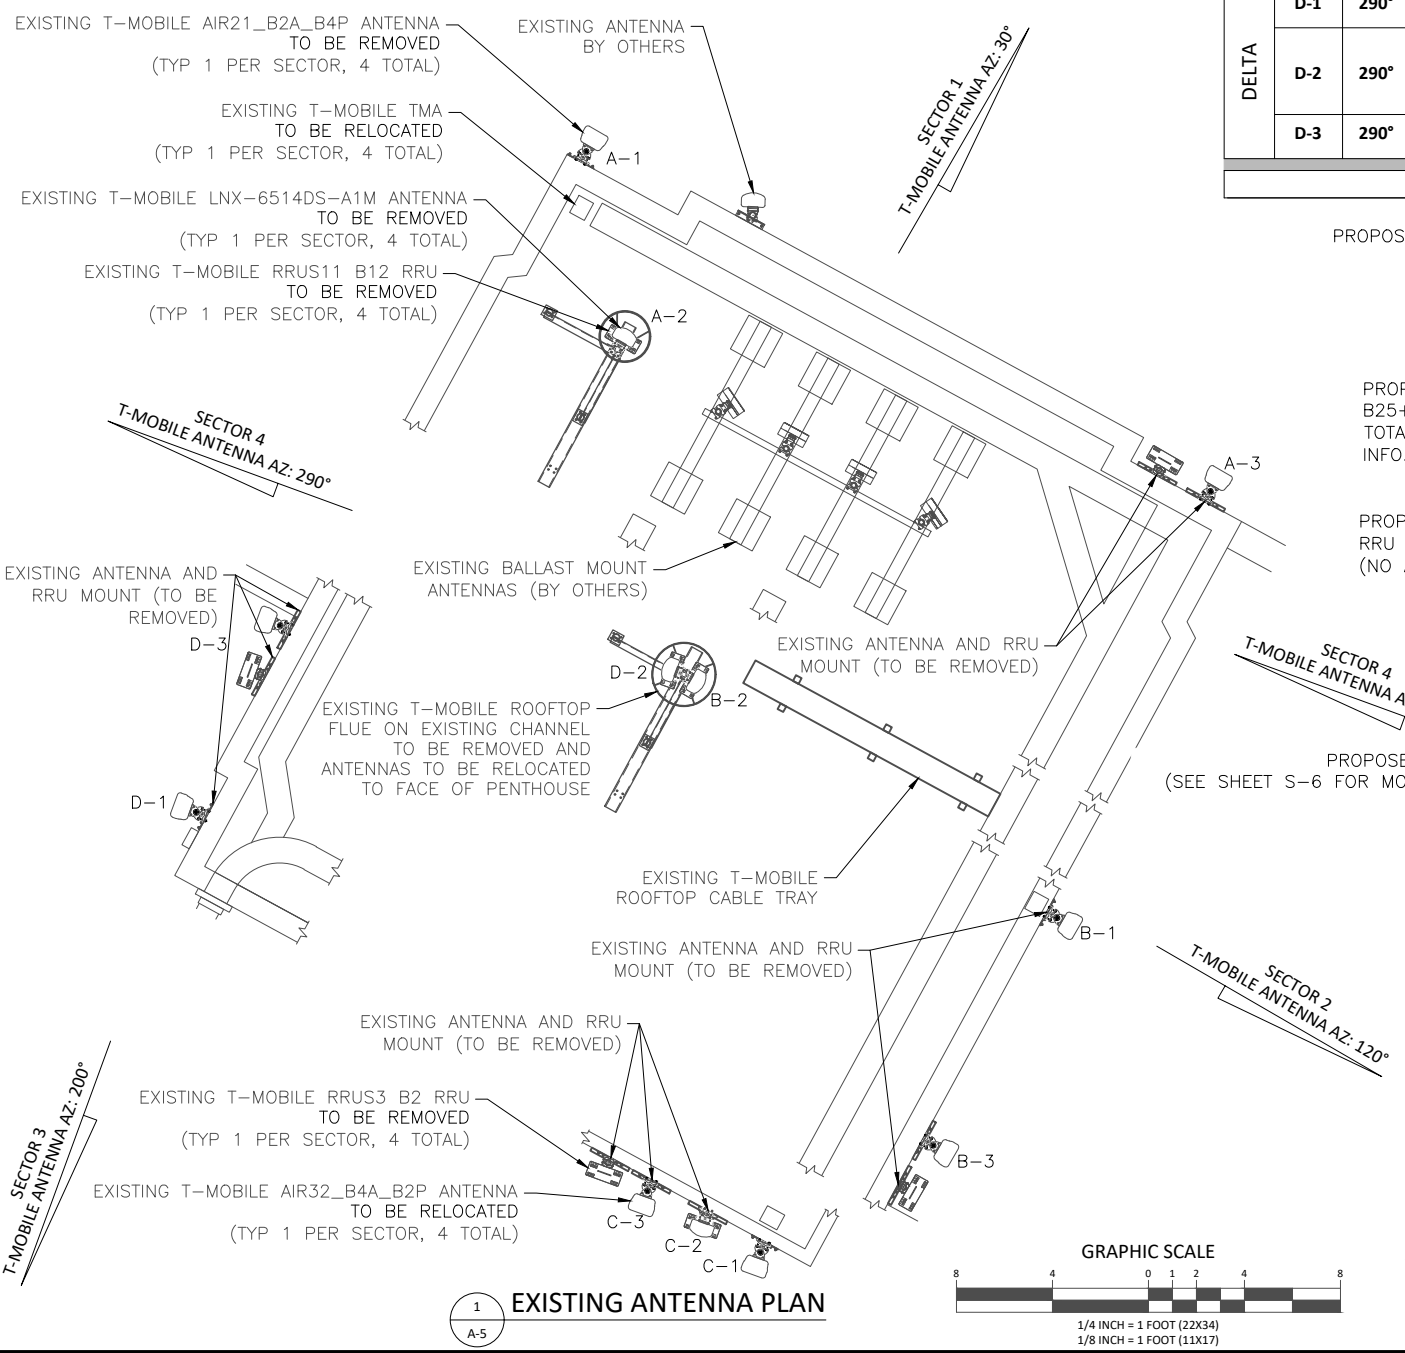 EXISTING T-MOBILE AIR21_B2A_B4P ANTENNA
TO BE REMOVED
(TYP 1 PER SECTOR, 4 TOTAL)
EXISTING ANTENNA
BY OTHERS
EXISTING T-MOBILE TMA
TO BE RELOCATED
(TYP 1 PER SECTOR, 4 TOTAL)
A-1
SECTOR 1
T-MOBILE ANTENNA AZ: 30°
DELTA
D-1 290°
D-2 290°
D-3 290°
EXISTING T-MOBILE LNX-6514DS-A1M ANTENNA
TO BE REMOVED
(TYP 1 PER SECTOR, 4 TOTAL)
EXISTING T-MOBILE RRUS11 B12 RRU
TO BE REMOVED
(TYP 1 PER SECTOR, 4 TOTAL)
A-2
PROPOS
SECTOR 4
T-MOBILE ANTENNA AZ: 290°
PROP
B25+
TOTA
INFO.
A-3
PROP
RRU
(NO
EXISTING ANTENNA AND
RRU MOUNT (TO BE
REMOVED)
D-3
EXISTING BALLAST MOUNT
ANTENNAS (BY OTHERS)
EXISTING ANTENNA AND RRU
MOUNT (TO BE REMOVED)
SECTOR 4
T-MOBILE ANTENNA A
D-2
B-2
EXISTING T-MOBILE ROOFTOP
FLUE ON EXISTING CHANNEL
TO BE REMOVED AND
ANTENNAS TO BE RELOCATED
TO FACE OF PENTHOUSE
D-1
PROPOSE
(SEE SHEET S-6 FOR MO
EXISTING T-MOBILE
ROOFTOP CABLE TRAY
B-1
EXISTING ANTENNA AND RRU
MOUNT (TO BE REMOVED)
SECTOR 2
T-MOBILE ANTENNA AZ: 120°
EXISTING ANTENNA AND RRU
MOUNT (TO BE REMOVED)
SECTOR 3
T-MOBILE ANTENNA AZ: 200°
EXISTING T-MOBILE RRUS3 B2 RRU
TO BE REMOVED
(TYP 1 PER SECTOR, 4 TOTAL)
B-3
EXISTING T-MOBILE AIR32_B4A_B2P ANTENNA
TO BE RELOCATED
(TYP 1 PER SECTOR, 4 TOTAL)
C-3
C-2
C-1
1
A-5
EXISTING ANTENNA PLAN
GRAPHIC SCALE
8 4 0 1 2 4 8
1/4 INCH = 1 FOOT (22X34)
1/8 INCH = 1 FOOT (11X17)